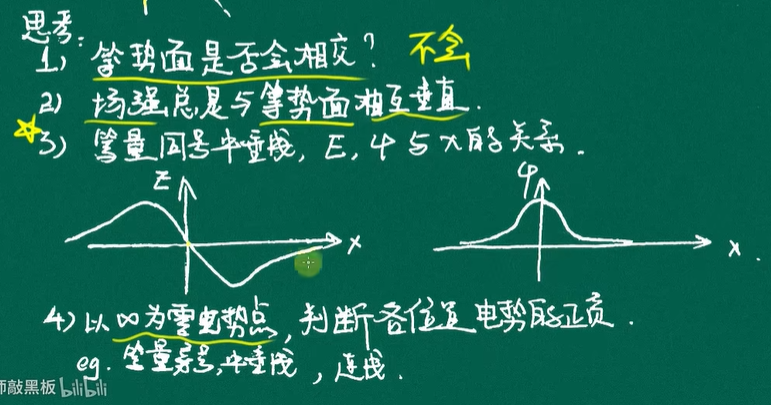 思考:
1) 等势面是否会相交? 不会
2) 场强总是与等势面相互垂直.
3) 等量同号中垂线, E, φ与x的关系.
E x φ x.
4) 以∞为零电势点, 判断各位置电势的正负.
eg. 等量异号, 中垂线, 连线.
师敲黑板 bilibili